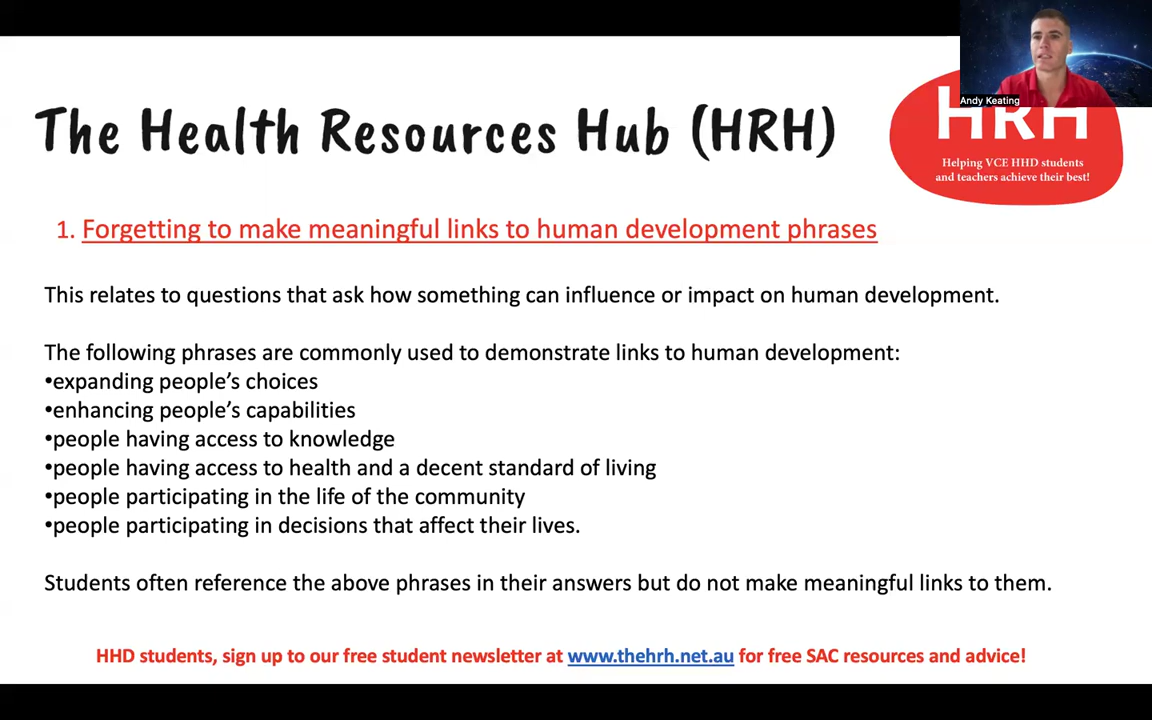 Andy Keating
The Health Resources Hub (HRH)
HRH
Helping VCE HHD students
and teachers achieve their best!
1. Forgetting to make meaningful links to human development phrases
This relates to questions that ask how something can influence or impact on human development.
The following phrases are commonly used to demonstrate links to human development:
•expanding people’s choices
•enhancing people’s capabilities
•people having access to knowledge
•people having access to health and a decent standard of living
•people participating in the life of the community
•people participating in decisions that affect their lives.
Students often reference the above phrases in their answers but do not make meaningful links to them.
HHD students, sign up to our free student newsletter at www.thehrh.net.au for free SAC resources and advice!